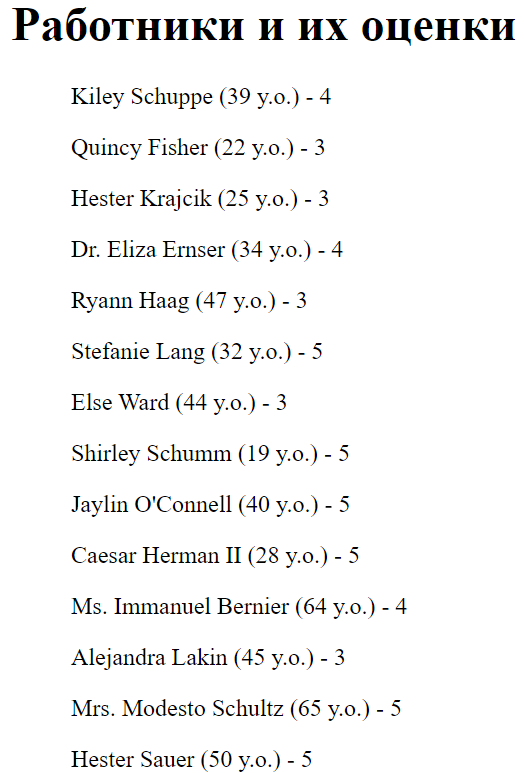 Работники и их оценки
Kiley Schuppe (39 y.o.) - 4
Quincy Fisher (22 y.o.) - 3
Hester Krajcik (25 y.o.) - 3
Dr. Eliza Ernser (34 y.o.) - 4
Ryann Haag (47 y.o.) - 3
Stefanie Lang (32 y.o.) - 5
Else Ward (44 y.o.) - 3
Shirley Schumm (19 y.o.) - 5
Jaylin O'Connell (40 y.o.) - 5
Caesar Herman II (28 y.o.) - 5
Ms. Immanuel Bernier (64 y.o.) - 4
Alejandra Lakin (45 y.o.) - 3
Mrs. Modesto Schultz (65 y.o.) - 5
Hester Sauer (50 y.o.) - 5